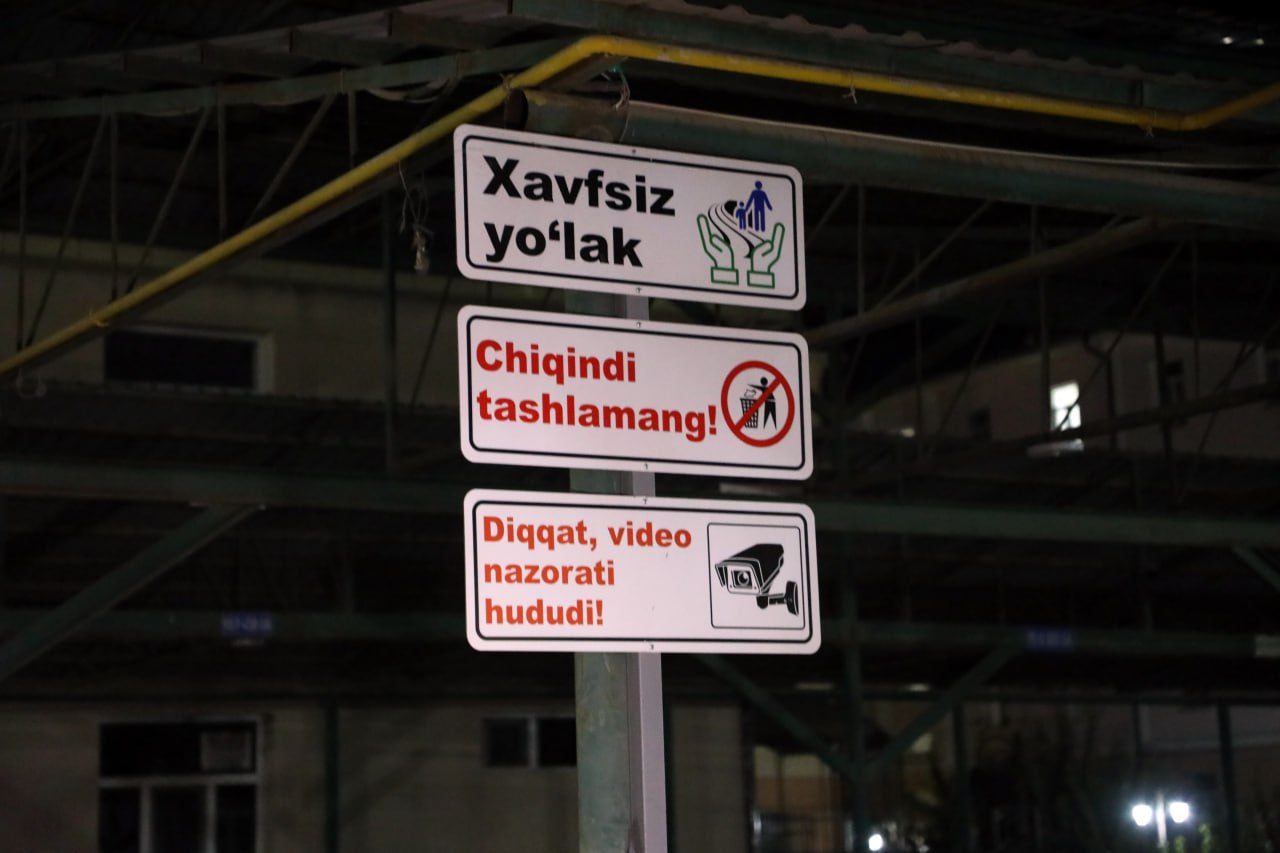 Xavfsiz
yo‘lak
Chiqindi
tashlamang!
Diqqat, video
nazorati
hududi!